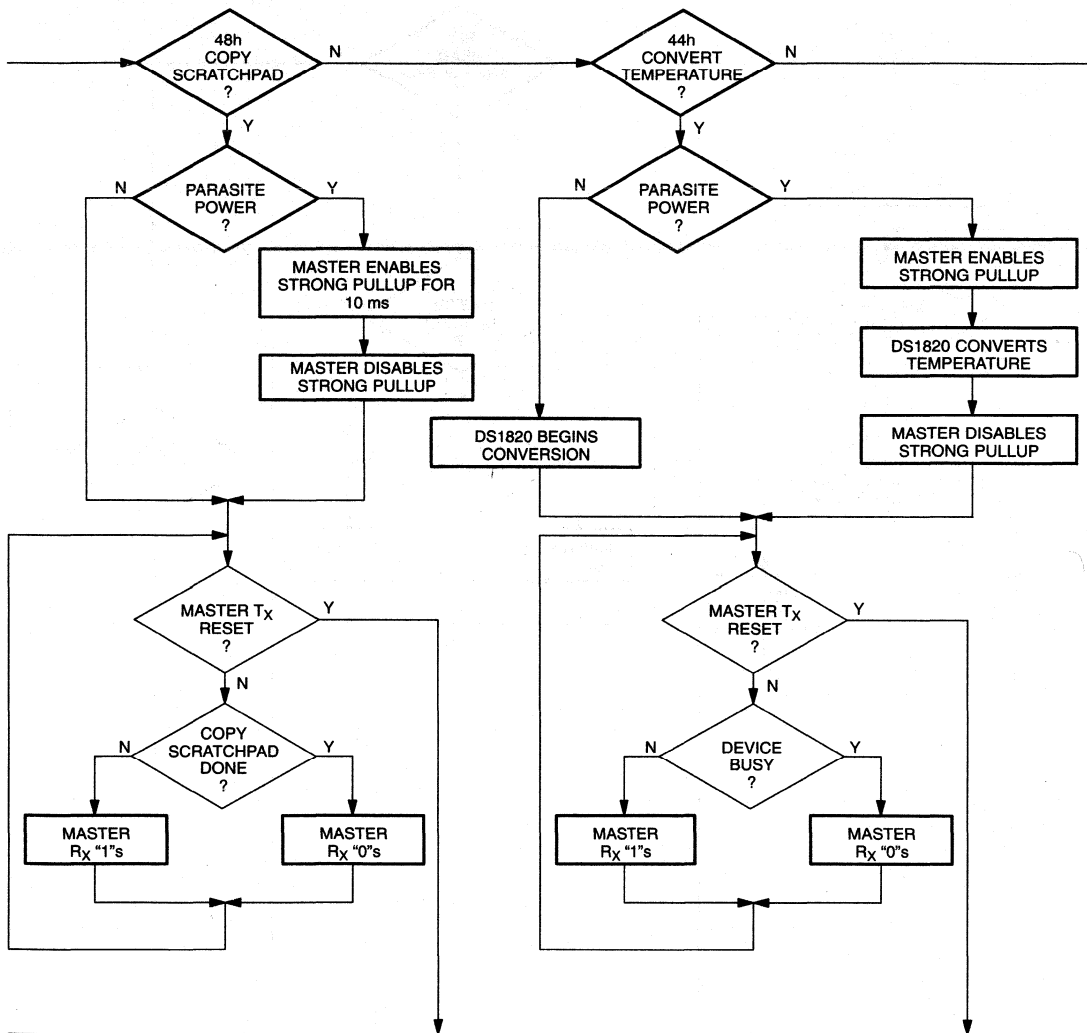 48h
COPY
SCRATCHPAD
?
N
Y
44h
CONVERT
TEMPERATURE
?
N
Y
PARASITE
POWER
?
N
Y
MASTER ENABLES
STRONG PULLUP FOR
10 ms
MASTER DISABLES
STRONG PULLUP
PARASITE
POWER
?
N
Y
MASTER ENABLES
STRONG PULLUP
DS1820 CONVERTS
TEMPERATURE
MASTER DISABLES
STRONG PULLUP
DS1820 BEGINS
CONVERSION
MASTER TX
RESET
?
Y
N
COPY
SCRATCHPAD
DONE
?
N
Y
MASTER
RX “1”s
MASTER
RX “0”s
MASTER TX
RESET
?
Y
N
DEVICE
BUSY
?
N
Y
MASTER
RX “1”s
MASTER
RX “0”s